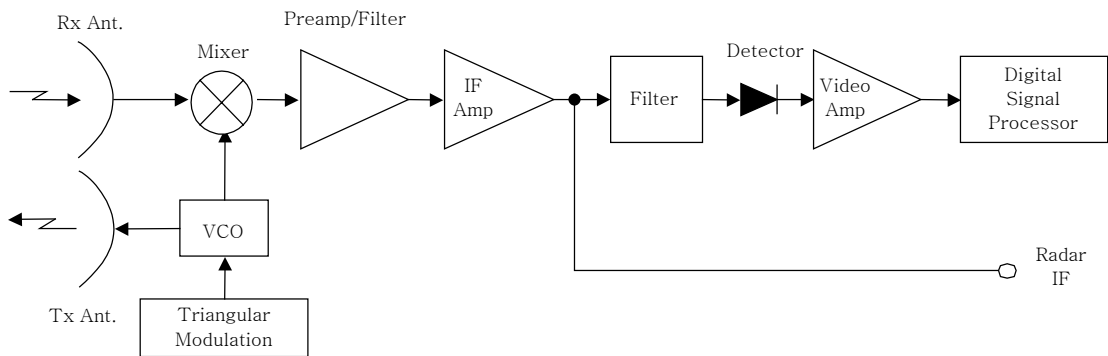 Rx Ant.
Mixer
Preamp/Filter
IF
Amp
Filter
Detector
Video
Amp
Digital
Signal
Processor
VCO
Tx Ant.
Triangular
Modulation
Radar
IF